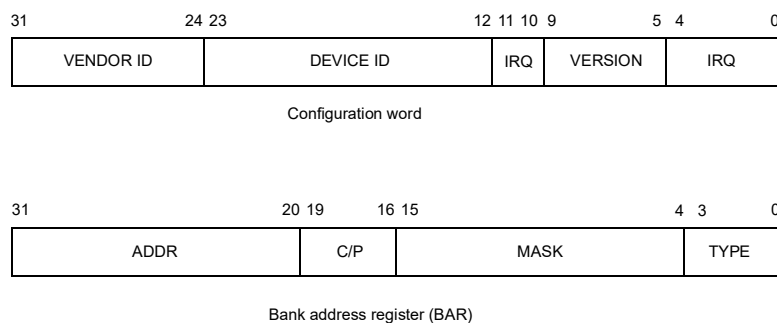 31 24 23 12 11 10 9 5 4 0
VENDOR ID DEVICE ID IRQ VERSION IRQ
Configuration word
31 20 19 16 15 4 3 0
ADDR C/P MASK TYPE
Bank address register (BAR)